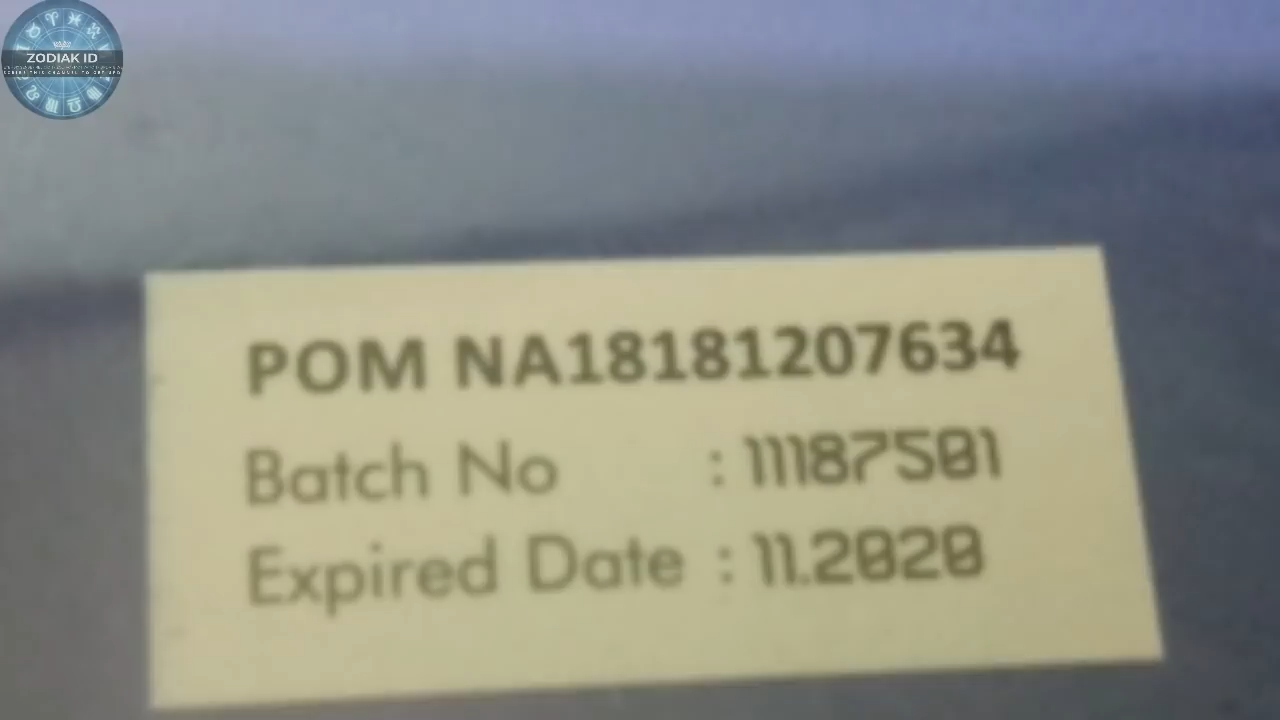 ZODIAK ID
POM NA18181207634
Batch No : 11187501
Expired Date : 11.2020